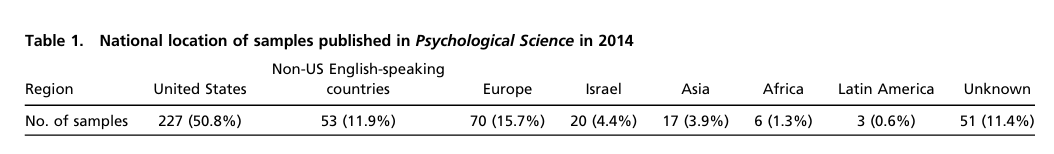 Table 1. National location of samples published in Psychological Science in 2014
Region United States Non-US English-speaking countries Europe Israel Asia Africa Latin America Unknown
No. of samples 227 (50.8%) 53 (11.9%) 70 (15.7%) 20 (4.4%) 17 (3.9%) 6 (1.3%) 3 (0.6%) 51 (11.4%)